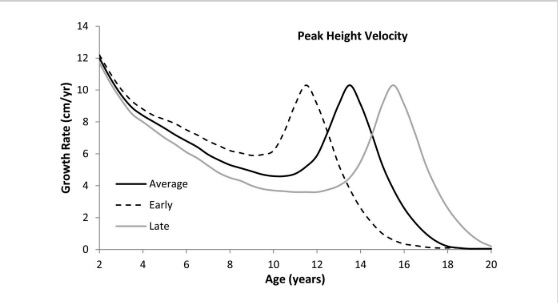 Peak Height Velocity
14
12
10
8
6
4
2
0
Growth Rate (cm/yr)
Average
Early
Late
2 4 6 8 10 12 14 16 18 20
Age (years)